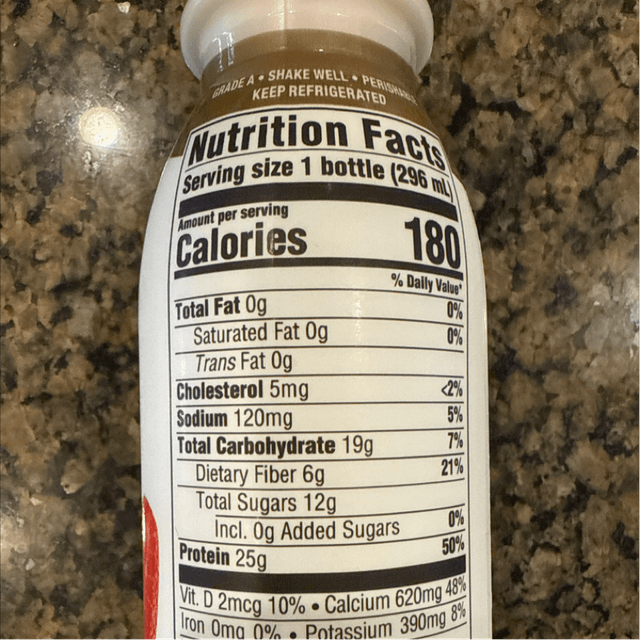 GRADE A • SHAKE WELL • PERISHABLE
KEEP REFRIGERATED
Nutrition Facts
Serving size 1 bottle (296 mL)
Amount per serving
Calories 180
% Daily Value*
Total Fat 0g 0%
Saturated Fat 0g 0%
Trans Fat 0g
Cholesterol 5mg <2%
Sodium 120mg 5%
Total Carbohydrate 19g 7%
Dietary Fiber 6g 21%
Total Sugars 12g
Incl. 0g Added Sugars 0%
Protein 25g 50%
Vit. D 2mcg 10% • Calcium 620mg 48%
Iron 0mg 0% • Potassium 390mg 8%